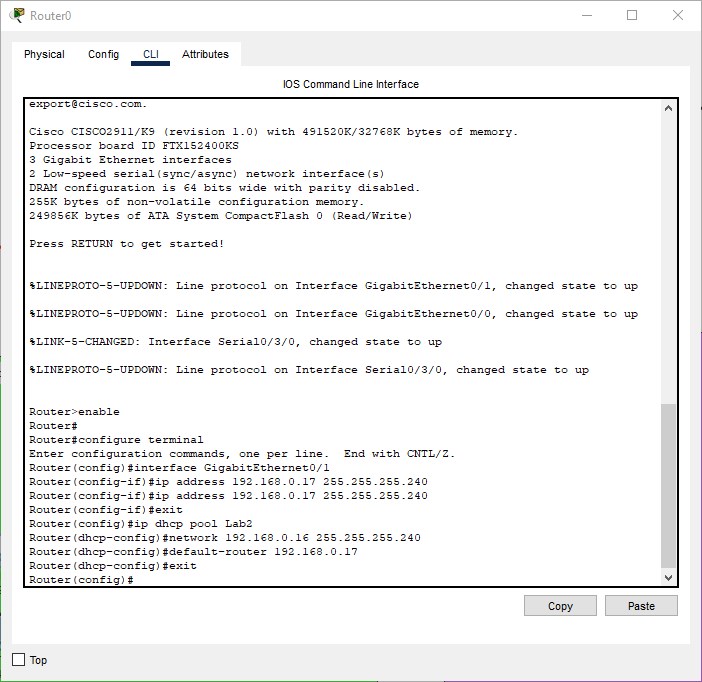 Router0
Physical Config CLI Attributes
IOS Command Line Interface
export@cisco.com.
Cisco CISCO2911/K9 (revision 1.0) with 491520K/32768K bytes of memory.
Processor board ID FTX152400KS
3 Gigabit Ethernet interfaces
2 Low-speed serial(sync/async) network interface(s)
DRAM configuration is 64 bits wide with parity disabled.
255K bytes of non-volatile configuration memory.
249856K bytes of ATA System CompactFlash 0 (Read/Write)
Press RETURN to get started!
%LINEPROTO-5-UPDOWN: Line protocol on Interface GigabitEthernet0/1, changed state to up
%LINEPROTO-5-UPDOWN: Line protocol on Interface GigabitEthernet0/0, changed state to up
%LINK-5-CHANGED: Interface Serial0/3/0, changed state to up
%LINEPROTO-5-UPDOWN: Line protocol on Interface Serial0/3/0, changed state to up
Router>enable
Router#
Router#configure terminal
Enter configuration commands, one per line.  End with CNTL/Z.
Router(config)#interface GigabitEthernet0/1
Router(config-if)#ip address 192.168.0.17 255.255.255.240
Router(config-if)#ip address 192.168.0.17 255.255.255.240
Router(config-if)#exit
Router(config)#ip dhcp pool Lab2
Router(dhcp-config)#network 192.168.0.16 255.255.255.240
Router(dhcp-config)#default-router 192.168.0.17
Router(dhcp-config)#exit
Router(config)#
Copy Paste
Top